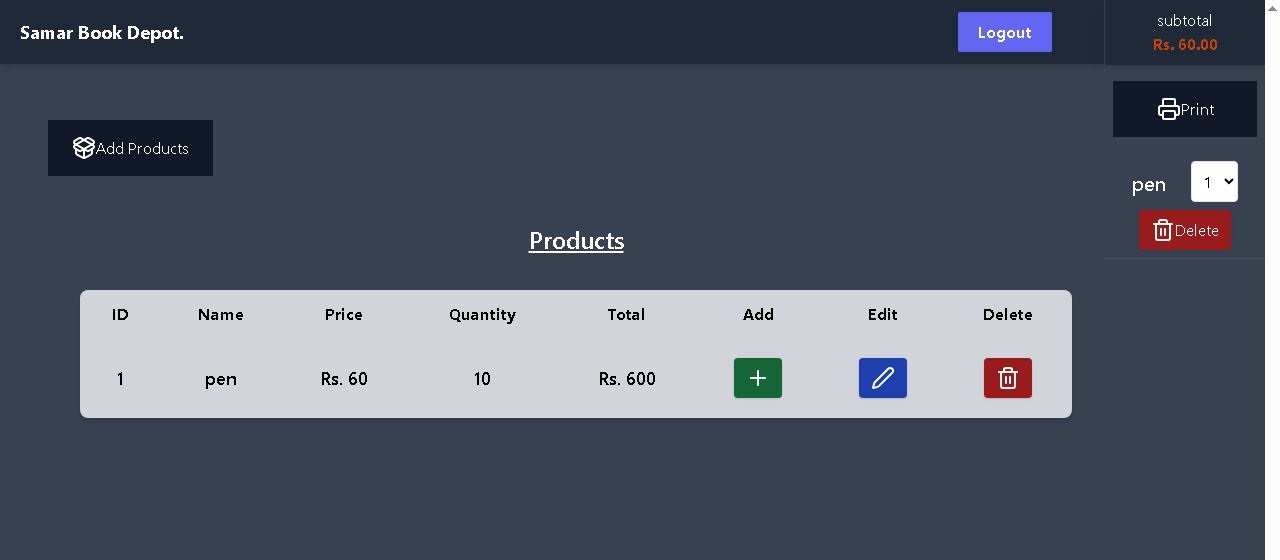 Samar Book Depot.
Logout
subtotal
Rs. 60.00
Print
Add Products
pen
1
Delete
Products
ID Name Price Quantity Total Add Edit Delete
1 pen Rs. 60 10 Rs. 600